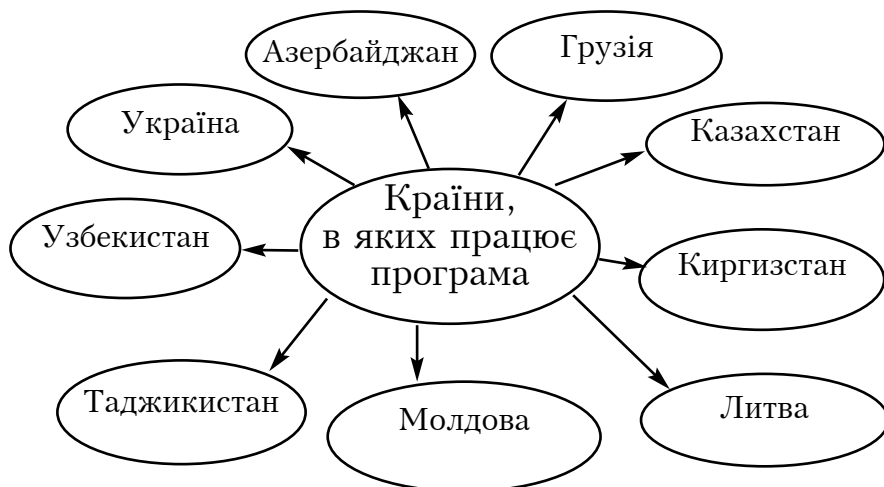 Азербайджан
Грузія
Україна
Казахстан
Країни,
в яких працює
програма
Узбекистан
Киргизстан
Таджикистан
Молдова
Литва